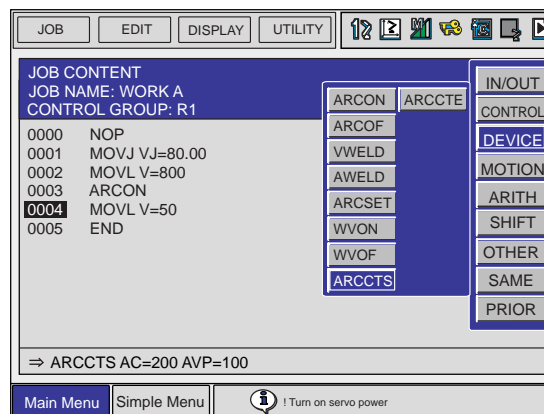 JOB EDIT DISPLAY UTILITY
JOB CONTENT
JOB NAME: WORK A
CONTROL GROUP: R1
0000 NOP
0001 MOVJ VJ=80.00
0002 MOVL V=800
0003 ARCON
0004 MOVL V=50
0005 END
ARCON ARCCTE
ARCOF
VWELD
AWELD
ARCSET
WVON
WVOF
ARCCTS
IN/OUT
CONTROL
DEVICE
MOTION
ARITH
SHIFT
OTHER
SAME
PRIOR
⇒ ARCCTS AC=200 AVP=100
Main Menu Simple Menu ! Turn on servo power